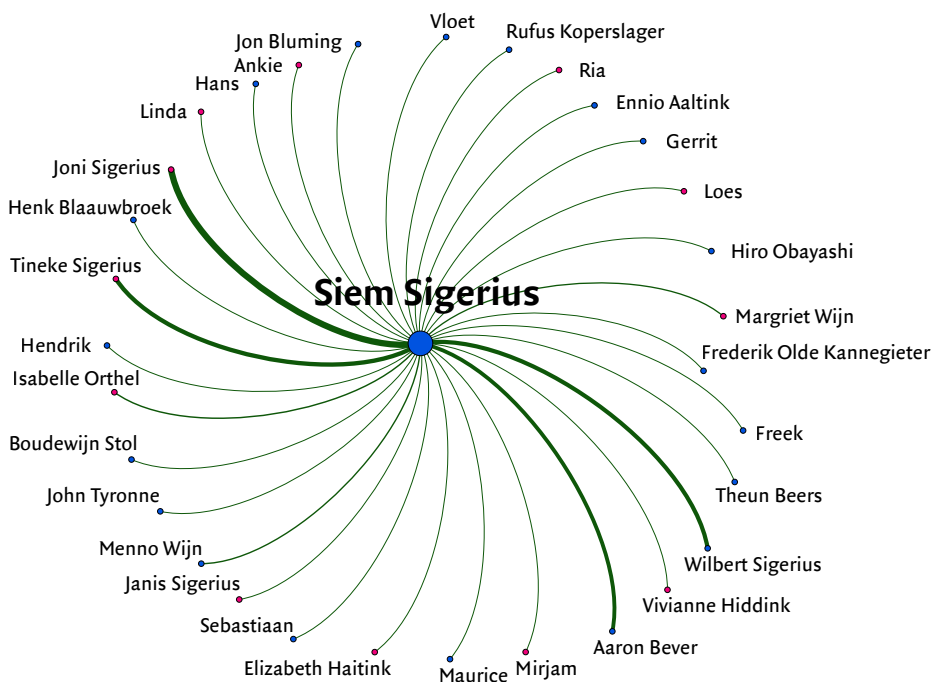 Vloet
Rufus Koperslager
Jon Bluming
Ankie
Ria
Hans
Ennio Aaltink
Linda
Gerrit
Joni Sigerius
Loes
Henk Blaauwbroek
Hiro Obayashi
Tineke Sigerius
Siem Sigerius
Margriet Wijn
Hendrik
Frederik Olde Kannegieter
Isabelle Orthel
Freek
Boudewijn Stol
Theun Beers
John Tyronne
Menno Wijn
Wilbert Sigerius
Janis Sigerius
Vivianne Hiddink
Sebastiaan
Aaron Bever
Elizabeth Haitink
Maurice
Mirjam